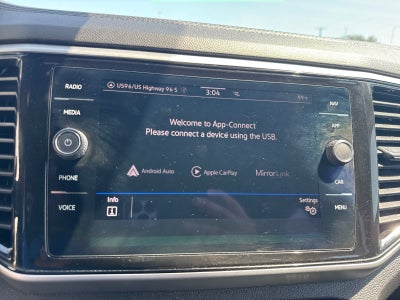 RADIO
MEDIA
PHONE
VOICE
US96/US Highway 96 S
3:04
Welcome to App-Connect
Please connect a device using the USB.
Android Auto
Apple CarPlay
MirrorLink
Info
Settings
NAV
APP
CAR
MENU